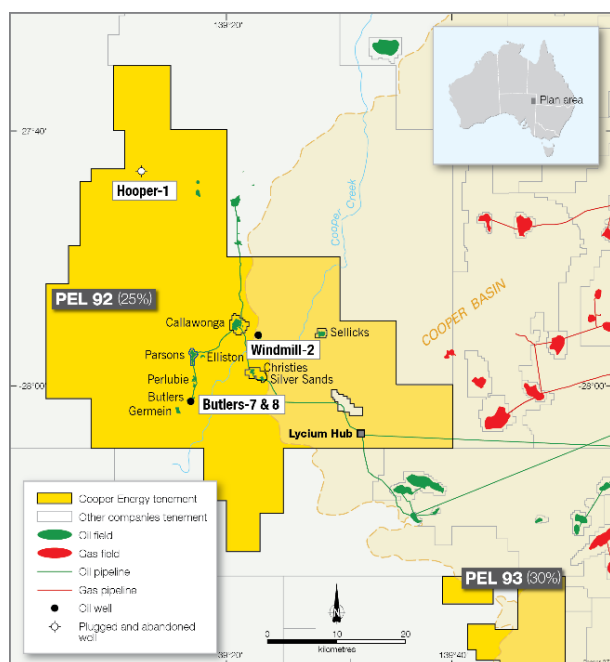 139°20'
Plan area
27°40'
Hooper-1
Cooper Creek
PEL 92 (25%)
COOPER BASIN
Callawonga
Sellicks
Windmill-2
Parsons
Elliston
Christies
Perlubie
Silver Sands
-28°00'
28°00'-
Butlers
Butlers-7 & 8
Germein
Lycium Hub
Cooper Energy tenement
Other companies tenement
Oil field
Gas field
Oil pipeline
Gas pipeline
Oil well
Plugged and abandoned
well
PEL 93 (30%)
0 10 20
kilometres
139°20'
139°40'